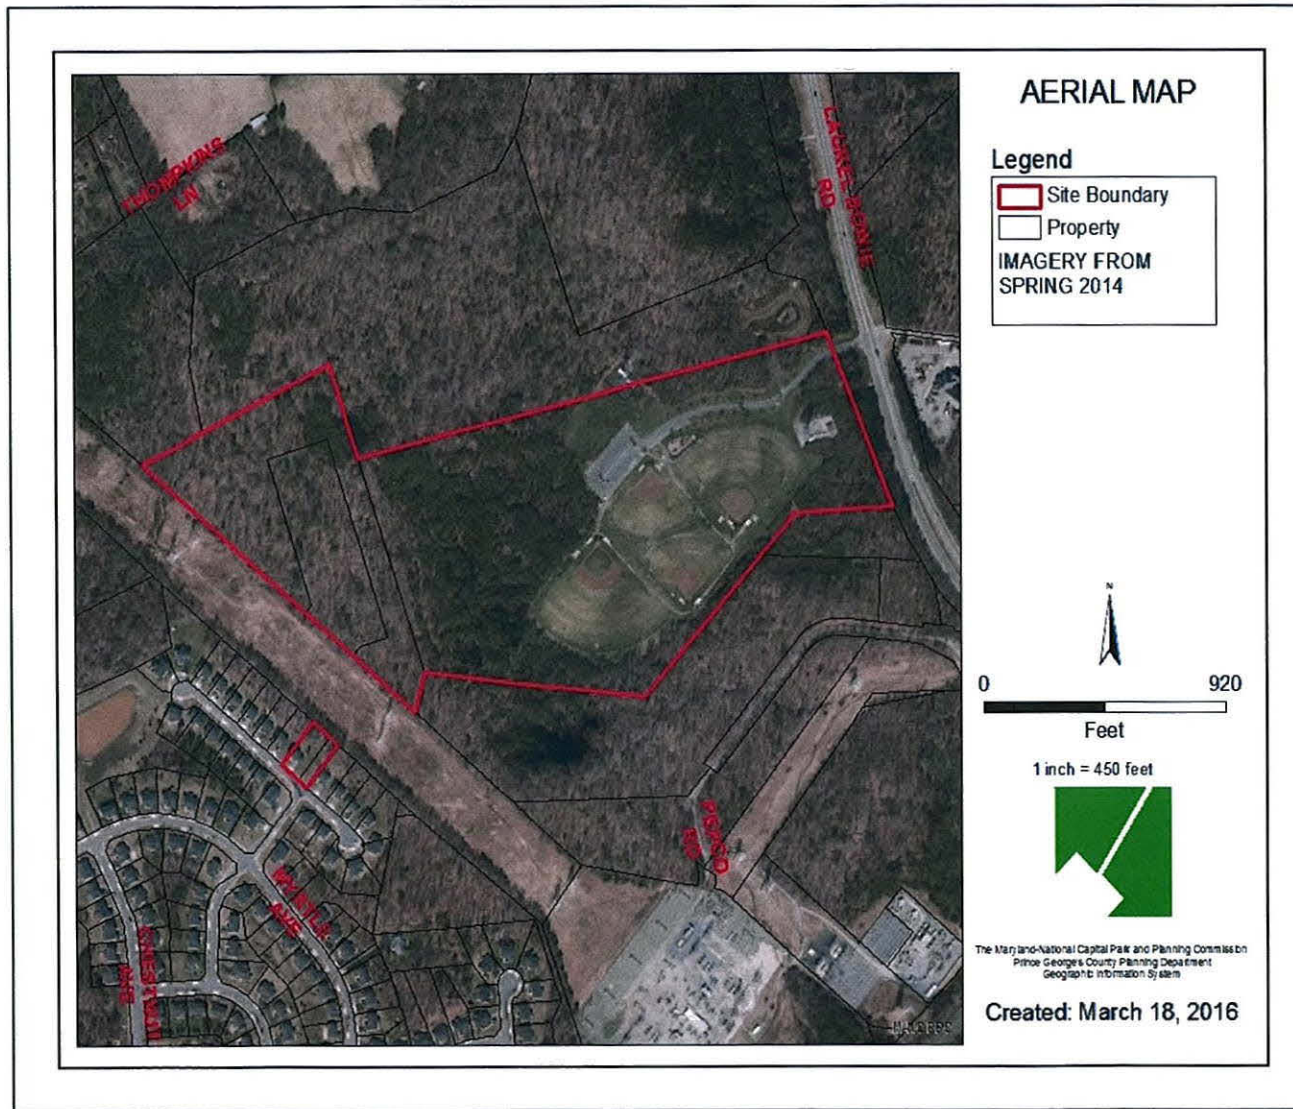 AERIAL MAP
Legend
Site Boundary
Property
IMAGERY FROM
SPRING 2014
THOMPKINS
LN
LAUREL BOWIE
RD
N
0 920
Feet
1 inch = 450 feet
PEPCO
RD
MYRTLE
AVE
AVE
The Maryland-National Capital Park and Planning Commission
Prince George's County Planning Department
Geographic Information System
Created: March 18, 2016